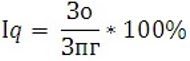 Iq = Зо / Зпг * 100%